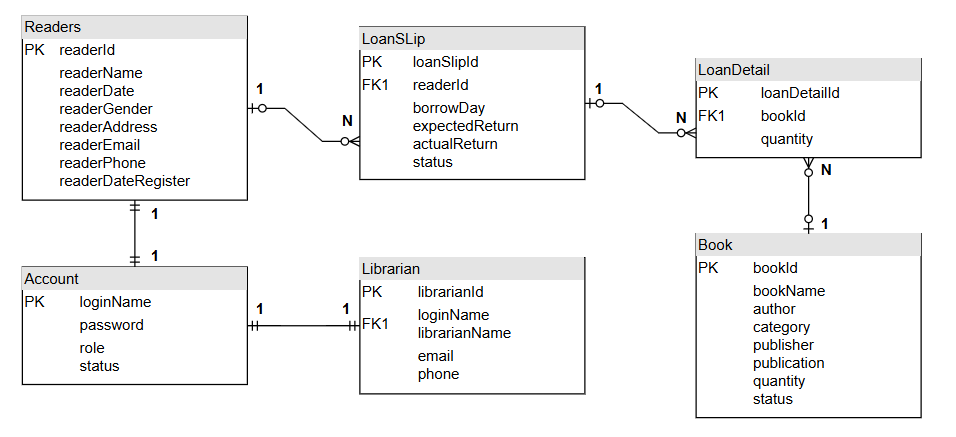 Readers
PK readerId
readerName
readerDate
readerGender
readerAddress
readerEmail
readerPhone
readerDateRegister
1
N
LoanSLip
PK loanSlipId
FK1 readerId
borrowDay
expectedReturn
actualReturn
status
1
N
LoanDetail
PK loanDetailId
FK1 bookId
quantity
N
1
1
1
Account
PK loginName
password
role
status
1
1
Librarian
PK librarianId
FK1 loginName
librarianName
email
phone
Book
PK bookId
bookName
author
category
publisher
publication
quantity
status